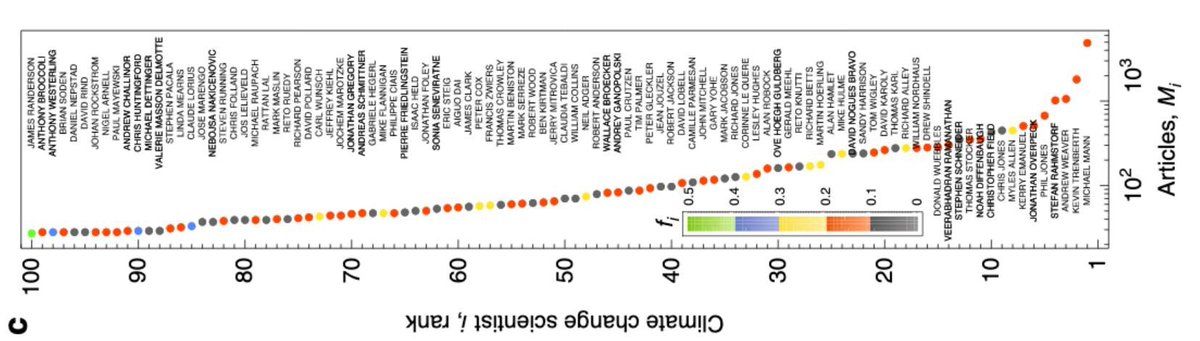 c
JAMES ANDERSON
ANTHONY BROCCOLI
ANTHONY WESTERLING
BRIAN SODEN
DANIEL NEPSTAD
DAVID RIND
JOHAN ROCKSTROM
NIGEL ARNELL
PAUL MAYEWSKI
ANDREW CHALLINOR
CHRIS HUNTINGFORD
MICHAEL DETTINGER
VALERIE MASSON DELMOTTE
STEPHEN PACALA
LINDA MEARNS
CLAUDE LORIUS
JOSE MARENGO
NEBOJSA NAKICENOVIC
STEVEN RUNNING
CHRIS FOLLAND
JOS LELIEVELD
MICHAEL RAUPACH
RATTAN LAL
MARK MASLIN
RETO RUEDY
RICHARD PEARSON
DAVID POLLARD
CARL WUNSCH
JEFFREY KIEHL
JOCHEM MAROTZKE
JONATHAN GREGORY
ANDREAS SCHMITTNER
GABRIELE HEGERL
MIKE FLANNIGAN
PHILIPPE CIAIS
PIERRE FRIEDLINGSTEIN
ISAAC HELD
JONATHAN FOLEY
SONIA SENEVIRATNE
ERIC STEIG
AIGUO DAI
JAMES CLARK
PETER COX
FRANCIS ZWIERS
THOMAS CROWLEY
MARTIN BENISTON
MARK SERREZE
ROBERT WOOD
BEN KIRTMAN
JERRY MITROVICA
CLAUDIA TEBALDI
WILLIAM COLLINS
NEIL ADGER
ROBERT ANDERSON
WALLACE BROECKER
ANDREY GANOPOLSKI
PAUL CRUTZEN
TIM PALMER
PETER GLECKLER
JEAN JOUZEL
ROBERT JACKSON
DAVID LOBELL
CAMILLE PARMESAN
JOHN MITCHELL
GARY YOHE
MARK JACOBSON
RICHARD JONES
CORINNE LE QUERE
LESLEY HUGHES
ALAN ROBOCK
OVE HOEGH GULDBERG
GERALD MEEHL
RETO KNUTTI
RICHARD BETTS
MARTIN HOERLING
ALAN HAMLET
MIKE HULME
DAVID NOGUES BRAVO
SANDY HARRISON
TOM WIGLEY
DAVID KAROLY
THOMAS KARL
RICHARD ALLEY
WILLIAM NORDHAUS
DREW SHINDELL
DONALD WUEBBLES
VEERABHADRAN RAMANATHAN
STEPHEN SCHNEIDER
THOMAS STOCKER
NOAH DIFFENBAUGH
CHRISTOPHER FIELD
CHRIS JONES
MYLES ALLEN
KERRY EMANUEL
JONATHAN OVERPECK
PHIL JONES
STEFAN RAHMSTORF
ANDREW WEAVER
KEVIN TRENBERTH
MICHAEL MANN
f_i
0.5
0.4
0.3
0.2
0.1
0
10²
10³
Articles, M_i
100
90
80
70
60
50
40
30
20
10
1
Climate change scientist i, rank